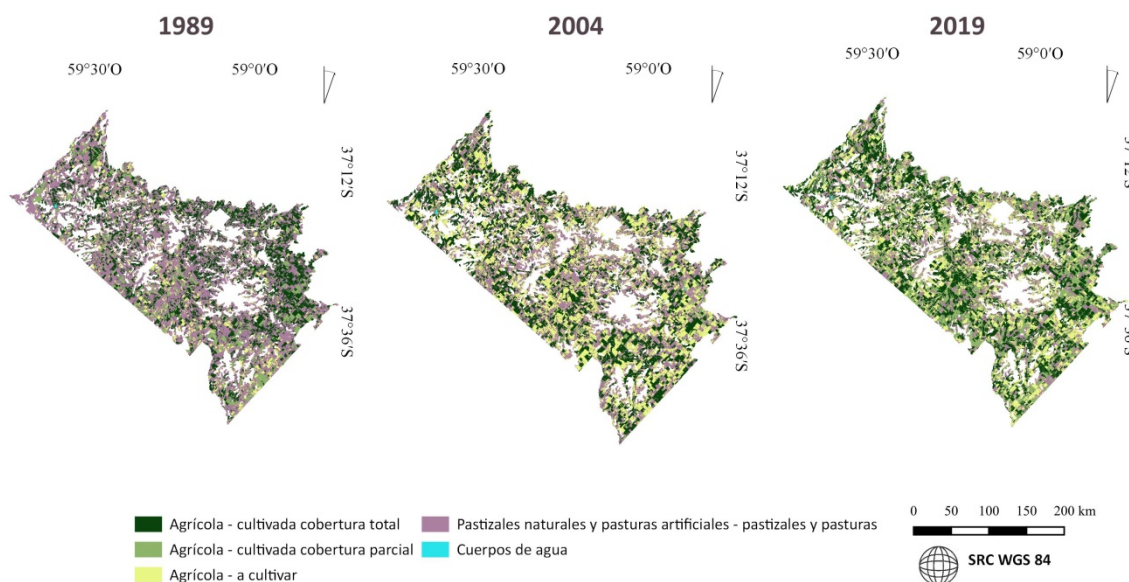 1989
2004
2019
59°30'O
59°0'O
59°30'O
59°0'O
59°30'O
59°0'O
37°12'S
37°12'S
37°36'S
37°36'S
Agrícola - cultivada cobertura total
Agrícola - cultivada cobertura parcial
Agrícola - a cultivar
Pastizales naturales y pasturas artificiales - pastizales y pasturas
Cuerpos de agua
0 50 100 150 200 km
SRC WGS 84